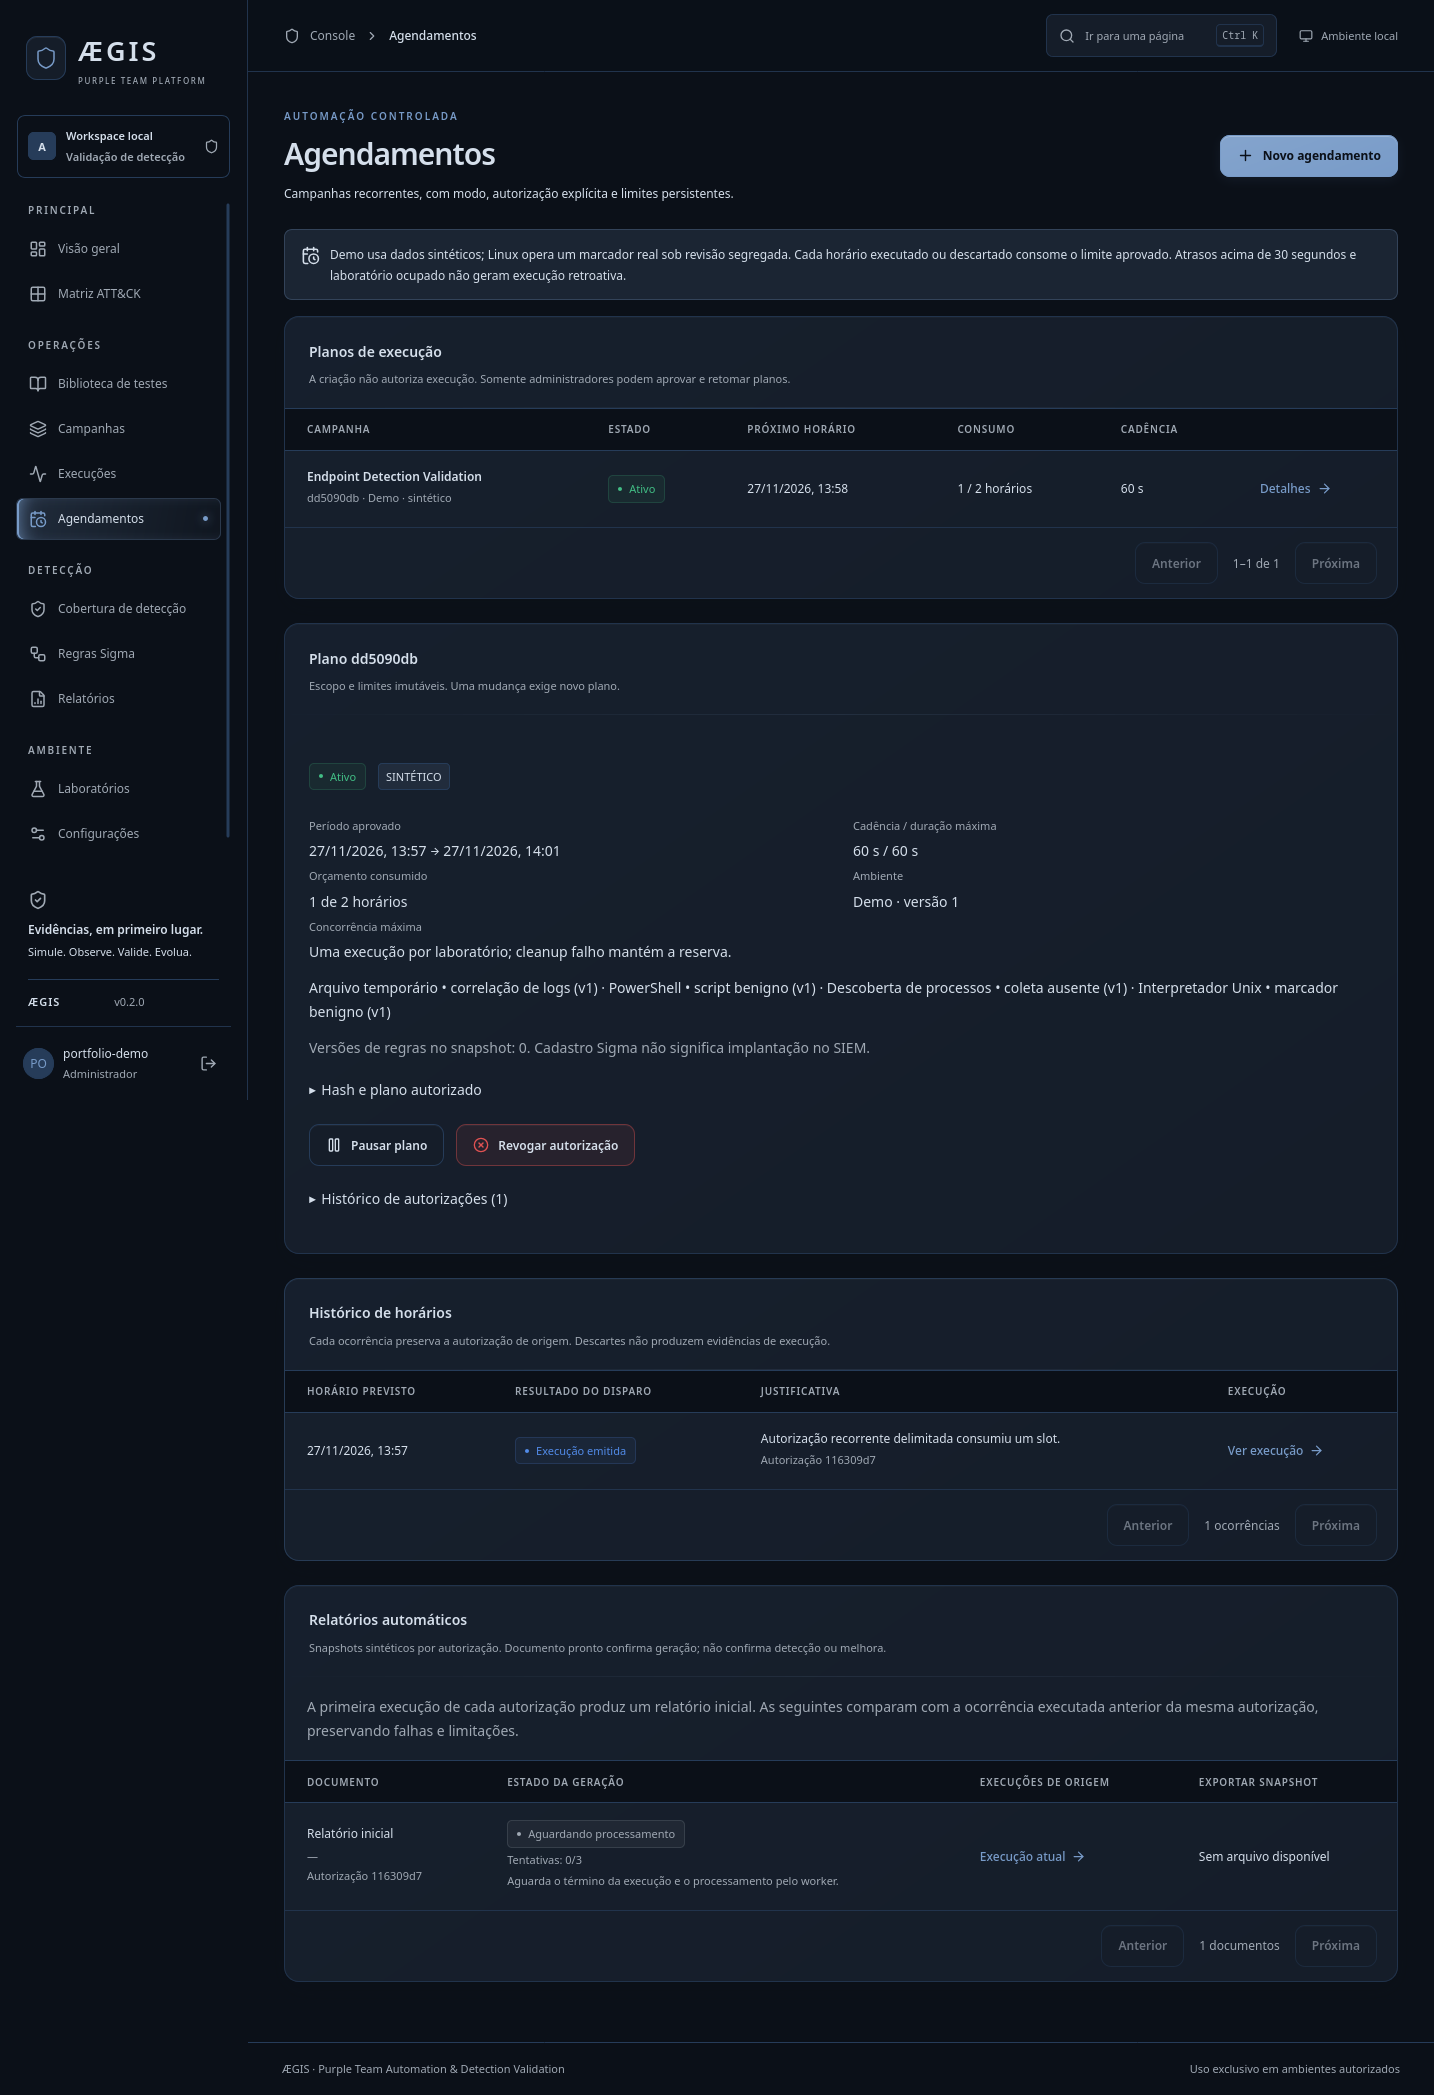 ÆGIS
PURPLE TEAM PLATFORM
A
Workspace local
Validação de detecção
PRINCIPAL
Visão geral
Matriz ATT&CK
OPERAÇÕES
Biblioteca de testes
Campanhas
Execuções
Agendamentos
DETECÇÃO
Cobertura de detecção
Regras Sigma
Relatórios
AMBIENTE
Laboratórios
Configurações
Evidências, em primeiro lugar.
Simule. Observe. Valide. Evolua.
ÆGIS v0.2.0
PO
portfolio-demo
Administrador
Console > Agendamentos
Ir para uma página Ctrl K
Ambiente local
AUTOMAÇÃO CONTROLADA
Agendamentos
Campanhas recorrentes, com modo, autorização explícita e limites persistentes.
Novo agendamento
Demo usa dados sintéticos; Linux opera um marcador real sob revisão segregada. Cada horário executado ou descartado consome o limite aprovado. Atrasos acima de 30 segundos e
laboratório ocupado não geram execução retroativa.
Planos de execução
A criação não autoriza execução. Somente administradores podem aprovar e retomar planos.
CAMPANHA ESTADO PRÓXIMO HORÁRIO CONSUMO CADÊNCIA
Endpoint Detection Validation
dd5090db · Demo · sintético
Ativo
27/11/2026, 13:58
1 / 2 horários
60 s
Detalhes →
Anterior 1–1 de 1 Próxima
Plano dd5090db
Escopo e limites imutáveis. Uma mudança exige novo plano.
Ativo SINTÉTICO
Período aprovado
27/11/2026, 13:57 → 27/11/2026, 14:01
Cadência / duração máxima
60 s / 60 s
Orçamento consumido
1 de 2 horários
Ambiente
Demo · versão 1
Concorrência máxima
Uma execução por laboratório; cleanup falho mantém a reserva.
Arquivo temporário • correlação de logs (v1) · PowerShell • script benigno (v1) · Descoberta de processos • coleta ausente (v1) · Interpretador Unix • marcador
benigno (v1)
Versões de regras no snapshot: 0. Cadastro Sigma não significa implantação no SIEM.
▸ Hash e plano autorizado
Pausar plano
Revogar autorização
▸ Histórico de autorizações (1)
Histórico de horários
Cada ocorrência preserva a autorização de origem. Descartes não produzem evidências de execução.
HORÁRIO PREVISTO RESULTADO DO DISPARO JUSTIFICATIVA EXECUÇÃO
27/11/2026, 13:57
Execução emitida
Autorização recorrente delimitada consumiu um slot.
Autorização 116309d7
Ver execução →
Anterior 1 ocorrências Próxima
Relatórios automáticos
Snapshots sintéticos por autorização. Documento pronto confirma geração; não confirma detecção ou melhora.
A primeira execução de cada autorização produz um relatório inicial. As seguintes comparam com a ocorrência executada anterior da mesma autorização,
preservando falhas e limitações.
DOCUMENTO ESTADO DA GERAÇÃO EXECUÇÕES DE ORIGEM EXPORTAR SNAPSHOT
Relatório inicial
—
Autorização 116309d7
Aguardando processamento
Tentativas: 0/3
Aguarda o término da execução e o processamento pelo worker.
Execução atual →
Sem arquivo disponível
Anterior 1 documentos Próxima
ÆGIS · Purple Team Automation & Detection Validation
Uso exclusivo em ambientes autorizados